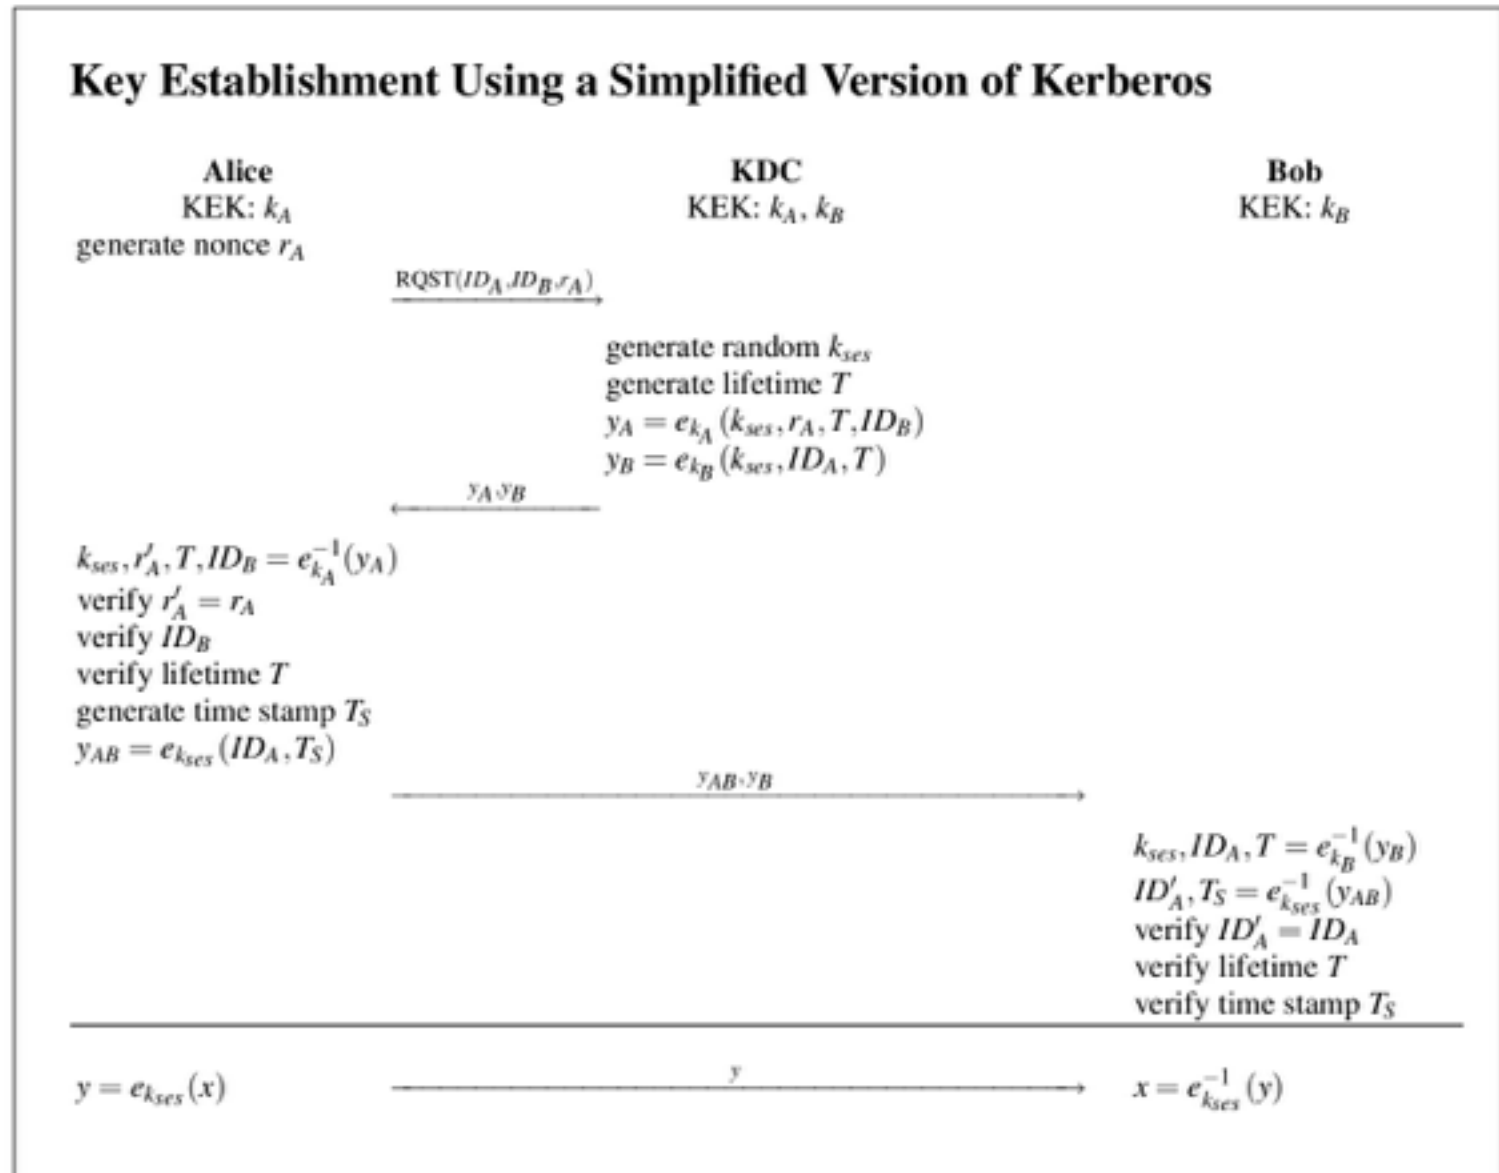 Key Establishment Using a Simplified Version of Kerberos
Alice KDC Bob
KEK: k_A KEK: k_A, k_B KEK: k_B
generate nonce r_A
RQST(ID_A,ID_B,r_A)
generate random k_ses
generate lifetime T
y_A = e_{k_A}(k_ses, r_A, T, ID_B)
y_B = e_{k_B}(k_ses, ID_A, T)
y_A,y_B
k_ses, r′_A, T, ID_B = e⁻¹_{k_A}(y_A)
verify r′_A = r_A
verify ID_B
verify lifetime T
generate time stamp T_S
y_AB = e_{k_ses}(ID_A, T_S)
y_AB,y_B
k_ses, ID_A, T = e⁻¹_{k_B}(y_B)
ID′_A, T_S = e⁻¹_{k_ses}(y_AB)
verify ID′_A = ID_A
verify lifetime T
verify time stamp T_S
y = e_{k_ses}(x) y x = e⁻¹_{k_ses}(y)